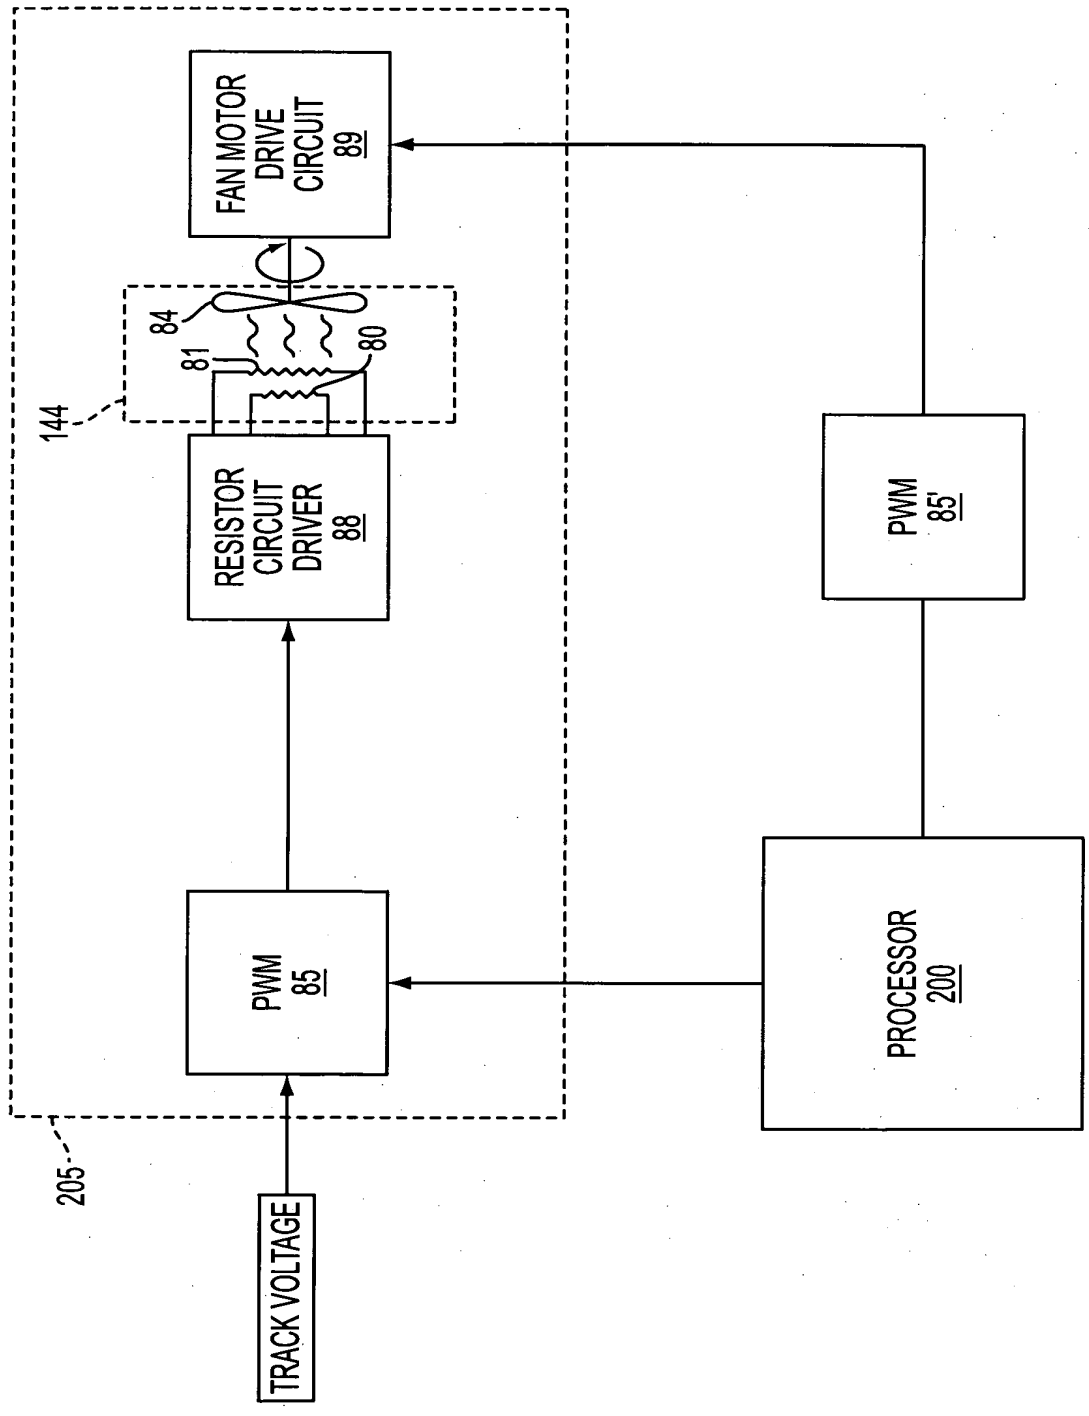 205
TRACK VOLTAGE
PWM
85
RESISTOR
CIRCUIT
DRIVER
88
144
81
80
84
FAN MOTOR
DRIVE
CIRCUIT
89
PROCESSOR
200
PWM
85'